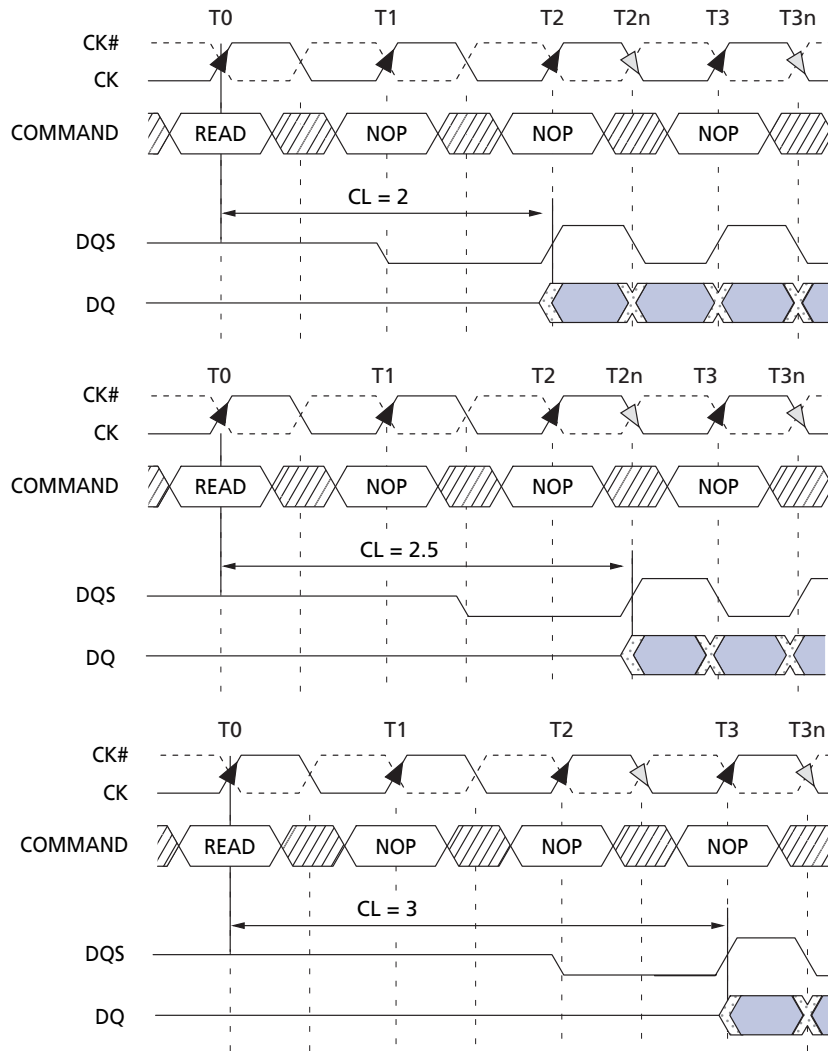 T0 T1 T2 T2n T3 T3n
CK#
CK
COMMAND READ NOP NOP NOP
CL = 2
DQS
DQ
T0 T1 T2 T2n T3 T3n
CK#
CK
COMMAND READ NOP NOP NOP
CL = 2.5
DQS
DQ
T0 T1 T2 T3 T3n
CK#
CK
COMMAND READ NOP NOP NOP
CL = 3
DQS
DQ